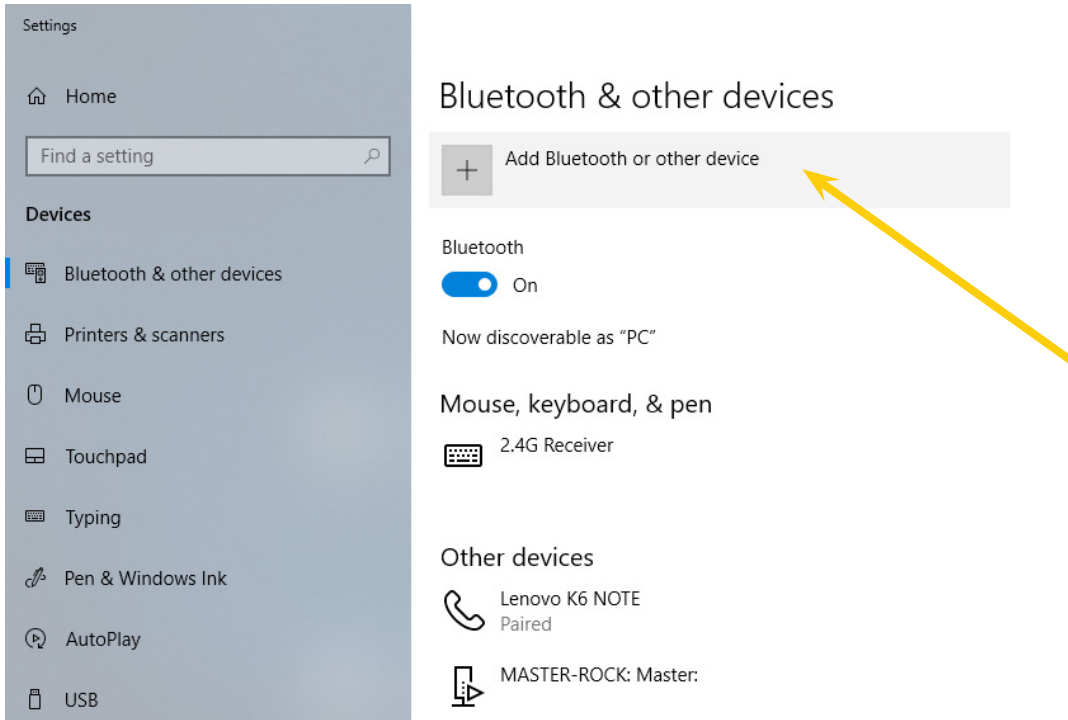 Settings
Home
Find a setting
Devices
Bluetooth & other devices
Printers & scanners
Mouse
Touchpad
Typing
Pen & Windows Ink
AutoPlay
USB
Bluetooth & other devices
Add Bluetooth or other device
Bluetooth
On
Now discoverable as “PC”
Mouse, keyboard, & pen
2.4G Receiver
Other devices
Lenovo K6 NOTE
Paired
MASTER-ROCK: Master: